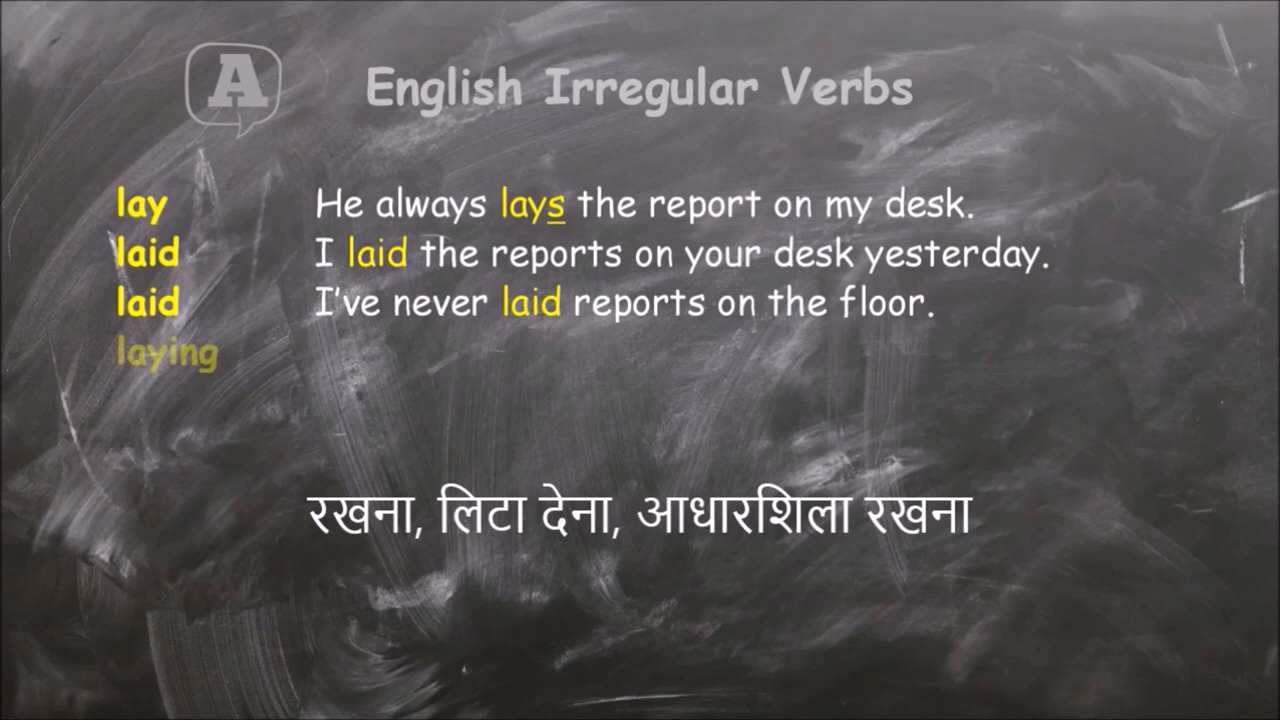 A English Irregular Verbs
lay He always lays the report on my desk.
laid I laid the reports on your desk yesterday.
laid I've never laid reports on the floor.
laying
रखना, लिटा देना, आधारशिला रखना